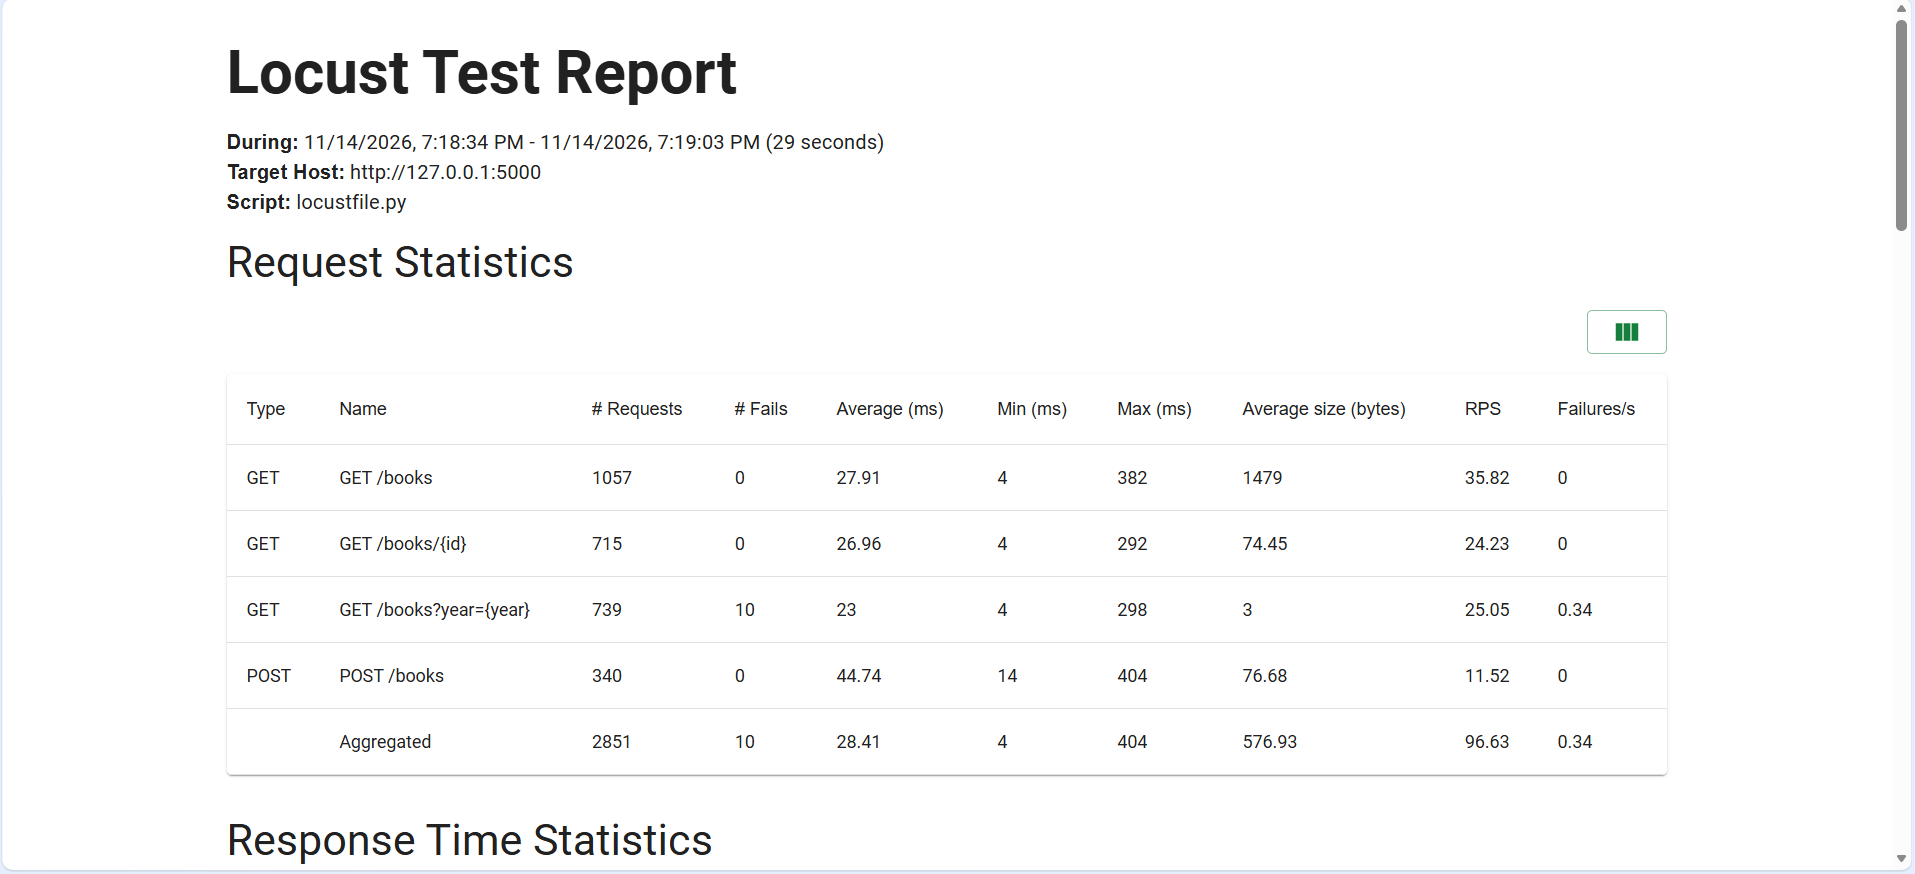 Locust Test Report
During: 11/14/2026, 7:18:34 PM - 11/14/2026, 7:19:03 PM (29 seconds)
Target Host: http://127.0.0.1:5000
Script: locustfile.py
Request Statistics
Type Name # Requests # Fails Average (ms) Min (ms) Max (ms) Average size (bytes) RPS Failures/s
GET GET /books 1057 0 27.91 4 382 1479 35.82 0
GET GET /books/{id} 715 0 26.96 4 292 74.45 24.23 0
GET GET /books?year={year} 739 10 23 4 298 3 25.05 0.34
POST POST /books 340 0 44.74 14 404 76.68 11.52 0
Aggregated 2851 10 28.41 4 404 576.93 96.63 0.34
Response Time Statistics